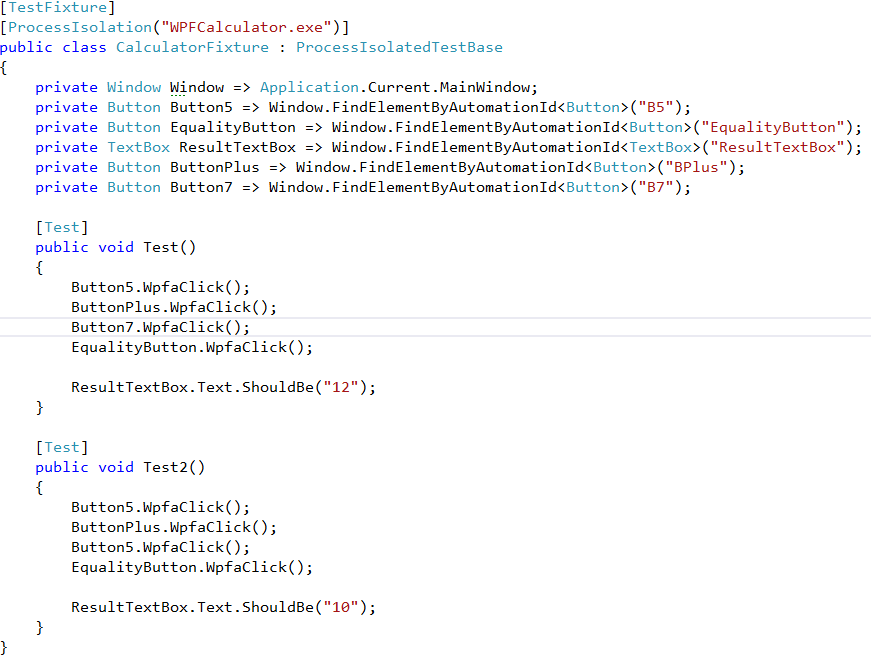 [TestFixture]
[ProcessIsolation("WPFCalculator.exe")]
public class CalculatorFixture : ProcessIsolatedTestBase
{
    private Window Window => Application.Current.MainWindow;
    private Button Button5 => Window.FindElementByAutomationId<Button>("B5");
    private Button EqualityButton => Window.FindElementByAutomationId<Button>("EqualityButton");
    private TextBox ResultTextBox => Window.FindElementByAutomationId<TextBox>("ResultTextBox");
    private Button ButtonPlus => Window.FindElementByAutomationId<Button>("BPlus");
    private Button Button7 => Window.FindElementByAutomationId<Button>("B7");

    [Test]
    public void Test()
    {
        Button5.WpfaClick();
        ButtonPlus.WpfaClick();
        Button7.WpfaClick();
        EqualityButton.WpfaClick();

        ResultTextBox.Text.ShouldBe("12");
    }

    [Test]
    public void Test2()
    {
        Button5.WpfaClick();
        ButtonPlus.WpfaClick();
        Button5.WpfaClick();
        EqualityButton.WpfaClick();

        ResultTextBox.Text.ShouldBe("10");
    }
}